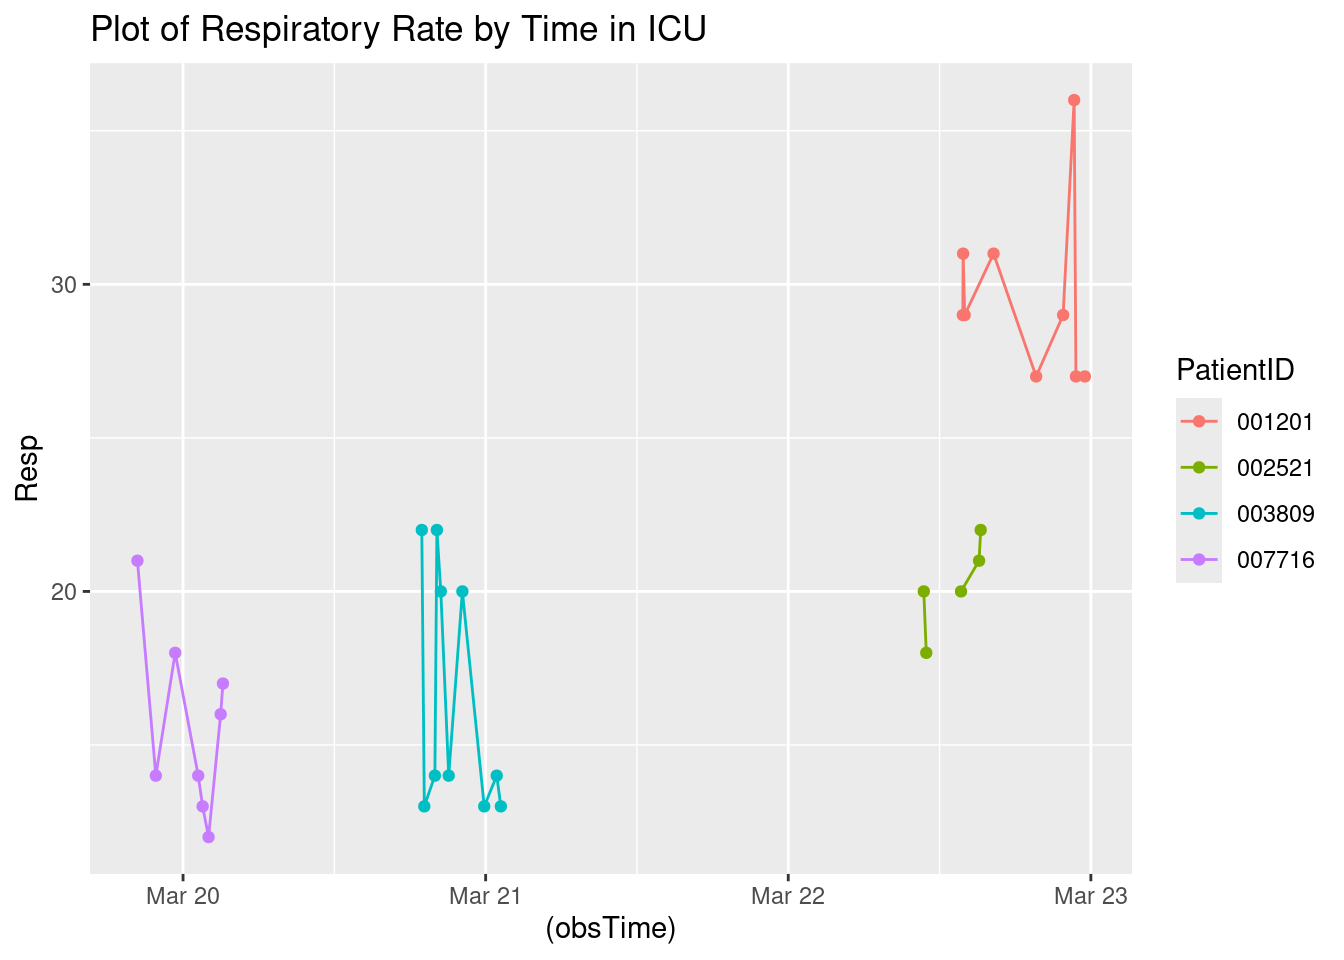 Plot of Respiratory Rate by Time in ICU
Resp
30
20
Mar 20
Mar 21
Mar 22
Mar 23
(obsTime)
PatientID
001201
002521
003809
007716